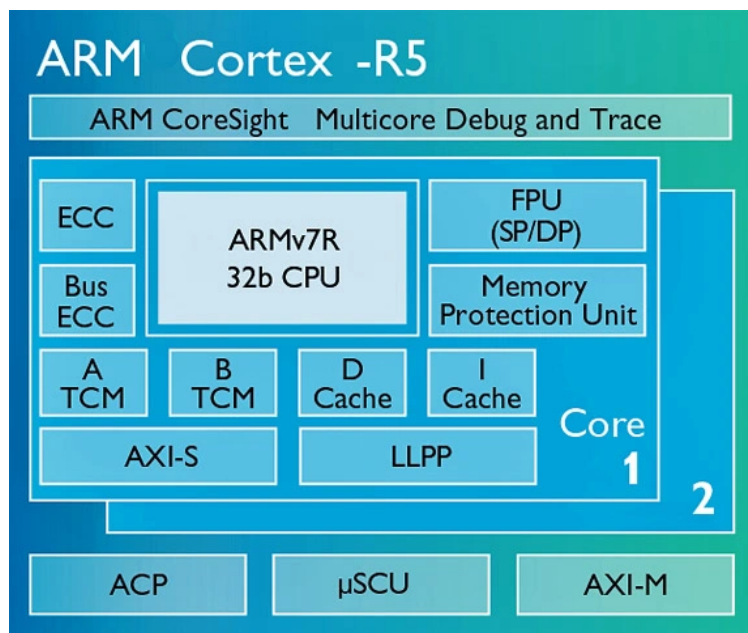 ARM Cortex -R5
ARM CoreSight Multicore Debug and Trace
ECC
ARMv7R
32b CPU
FPU
(SP/DP)
Bus
ECC
Memory
Protection Unit
A
TCM
B
TCM
D
Cache
I
Cache
AXI-S
LLPP
Core
1
2
ACP
µSCU
AXI-M